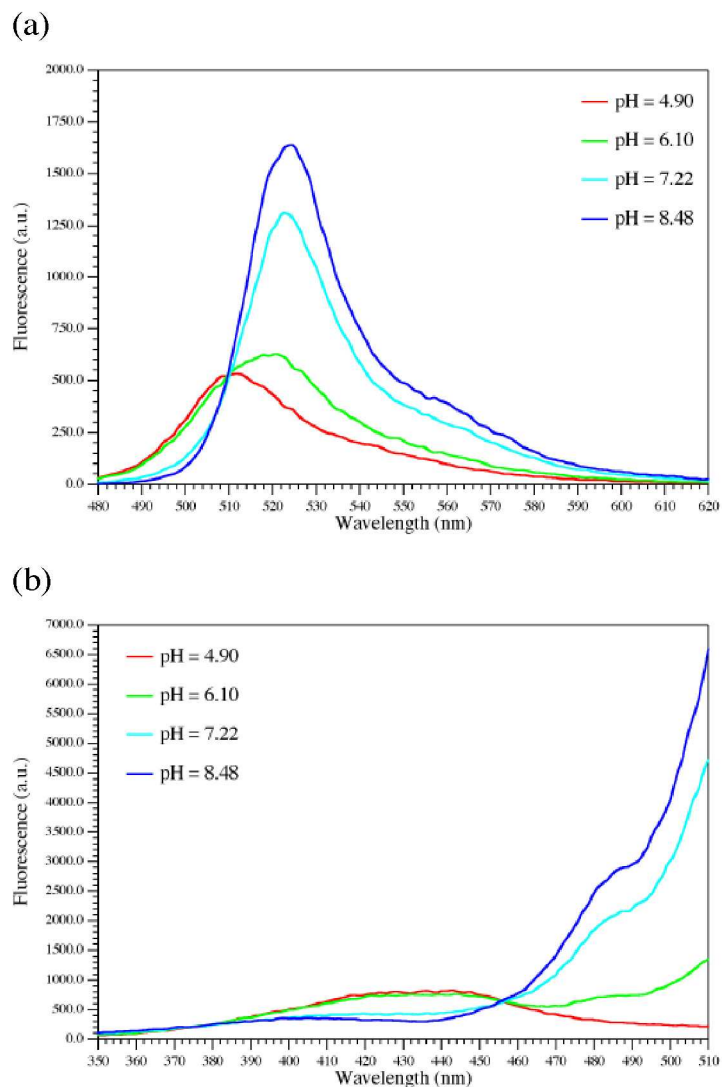 (a)
2000.0
1750.0
1500.0
1250.0
1000.0
750.0
500.0
250.0
0.0
Fluorescence (a.u.)
pH = 4.90
pH = 6.10
pH = 7.22
pH = 8.48
480 490 500 510 520 530 540 550 560 570 580 590 600 610 620
Wavelength (nm)
(b)
7000.0
6500.0
6000.0
5500.0
5000.0
4500.0
4000.0
3500.0
3000.0
2500.0
2000.0
1500.0
1000.0
500.0
0.0
Fluorescence (a.u.)
pH = 4.90
pH = 6.10
pH = 7.22
pH = 8.48
350 360 370 380 390 400 410 420 430 440 450 460 470 480 490 500 510
Wavelength (nm)